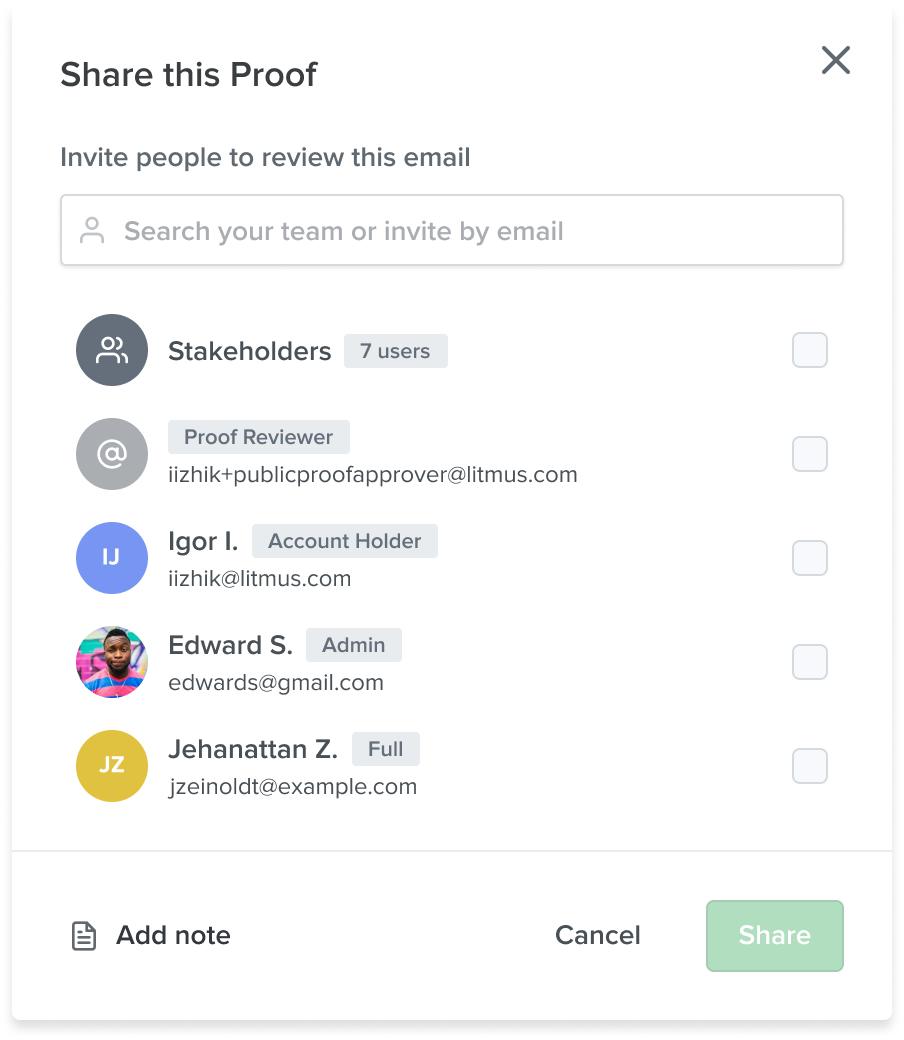 Share this Proof
Invite people to review this email
Search your team or invite by email
Stakeholders 7 users
@
Proof Reviewer
iizhik+publicproofapprover@litmus.com
IJ
Igor I. Account Holder
iizhik@litmus.com
Edward S. Admin
edwards@gmail.com
JZ
Jehanattan Z. Full
jzeinoldt@example.com
Add note Cancel Share